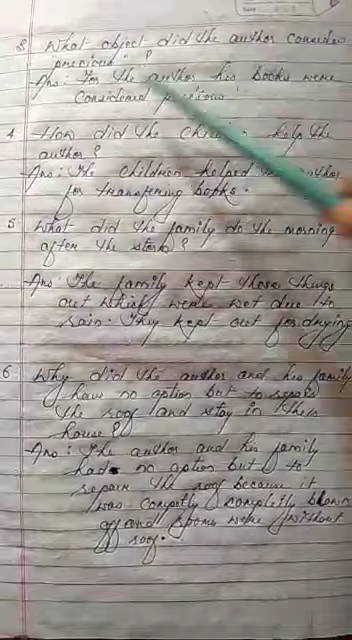 3 What object did the author consider
precious?
Ans: For the author his books were
considered precious.
4 How did the help the
author?
Ans: The children helped author
for transfering books.
5 What did the family do the morning
after the storm?
Ans: The family kept those things
out which were wet due to
rain. They kept out for drying
6 Why did the author and his family
have no option but to repair
the roof and stay in their
house?
Ans: The author and his family
had no option but to
repair the roof because it
was completly blown
off and rooms were without
roof.